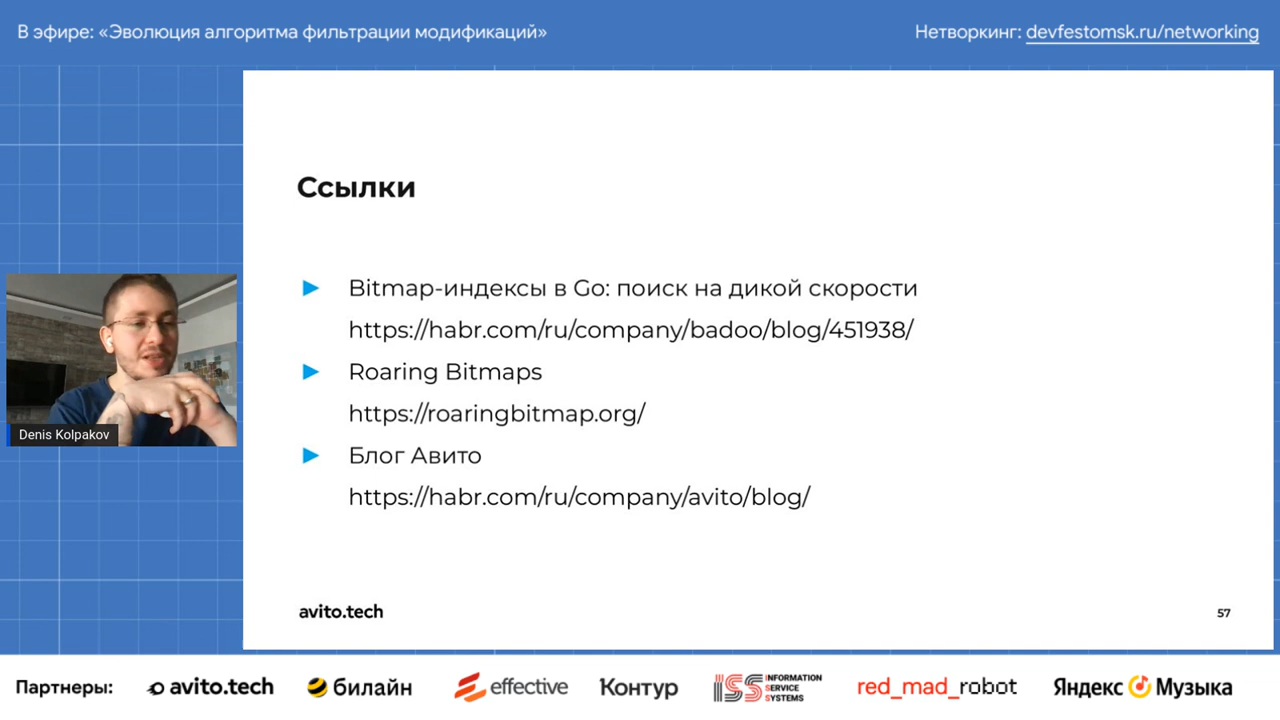 В эфире: «Эволюция алгоритма фильтрации модификаций»
Нетворкинг: devfestomsk.ru/networking
Ссылки
Bitmap-индексы в Go: поиск на дикой скорости
https://habr.com/ru/company/badoo/blog/451938/
Roaring Bitmaps
https://roaringbitmap.org/
Блог Авито
https://habr.com/ru/company/avito/blog/
avito.tech
57
Denis Kolpakov
Партнеры:
avito.tech
билайн
effective
Контур
ISS INFORMATION
SERVICE
SYSTEMS
red_mad_robot
Яндекс Музыка